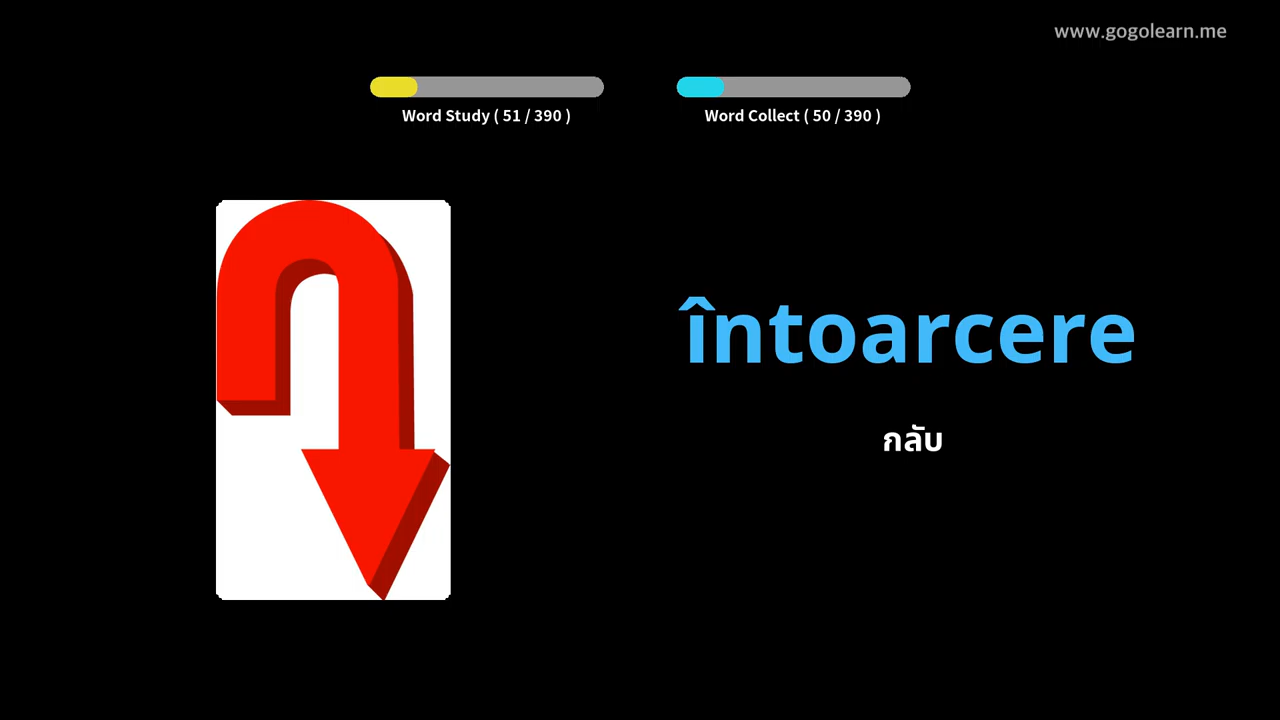 www.gogolearn.me
Word Study ( 51 / 390 )
Word Collect ( 50 / 390 )
întoarcere
กลับ